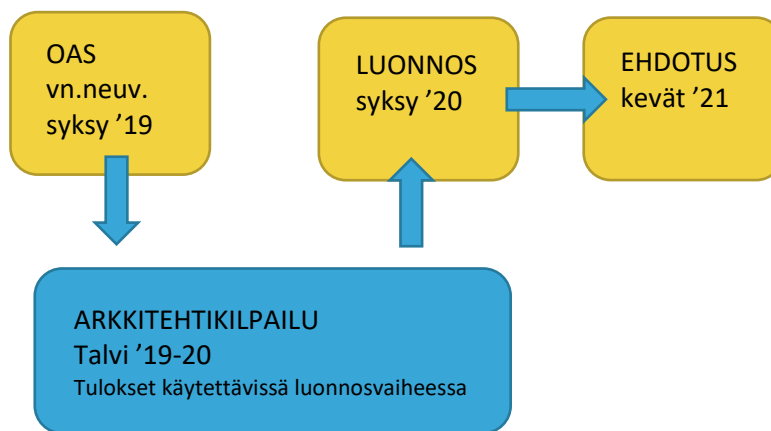 OAS
vn.neuv.
syksy ’19
LUONNOS
syksy ’20
EHDOTUS
kevät ’21
ARKKITEHTIKILPAILU
Talvi ’19-20
Tulokset käytettävissä luonnosvaiheessa